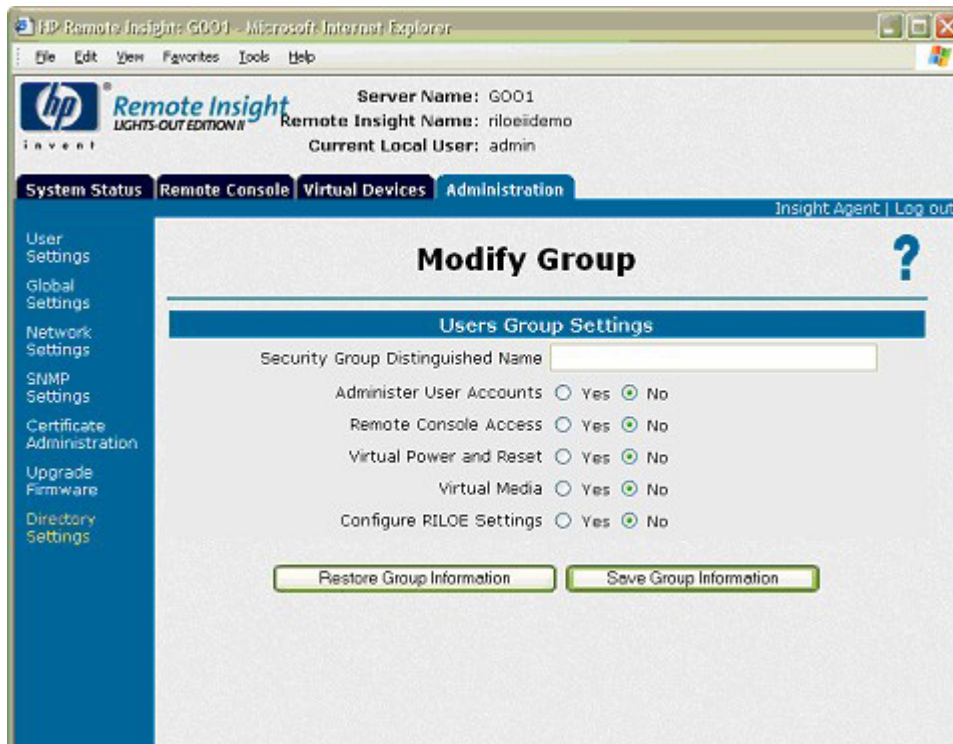 HP Remote Insight: GOO1 - Microsoft Internet Explorer
File Edit View Favorites Tools Help
hp
invent
®
Remote Insight
LIGHTS-OUT EDITION II
Server Name: GOO1
Remote Insight Name: riloeiidemo
Current Local User: admin
System Status Remote Console Virtual Devices Administration
Insight Agent | Log out
User
Settings
Global
Settings
Network
Settings
SNMP
Settings
Certificate
Administration
Upgrade
Firmware
Directory
Settings
Modify Group
?
Users Group Settings
Security Group Distinguished Name
Administer User Accounts Yes No
Remote Console Access Yes No
Virtual Power and Reset Yes No
Virtual Media Yes No
Configure RILOE Settings Yes No
Restore Group Information Save Group Information